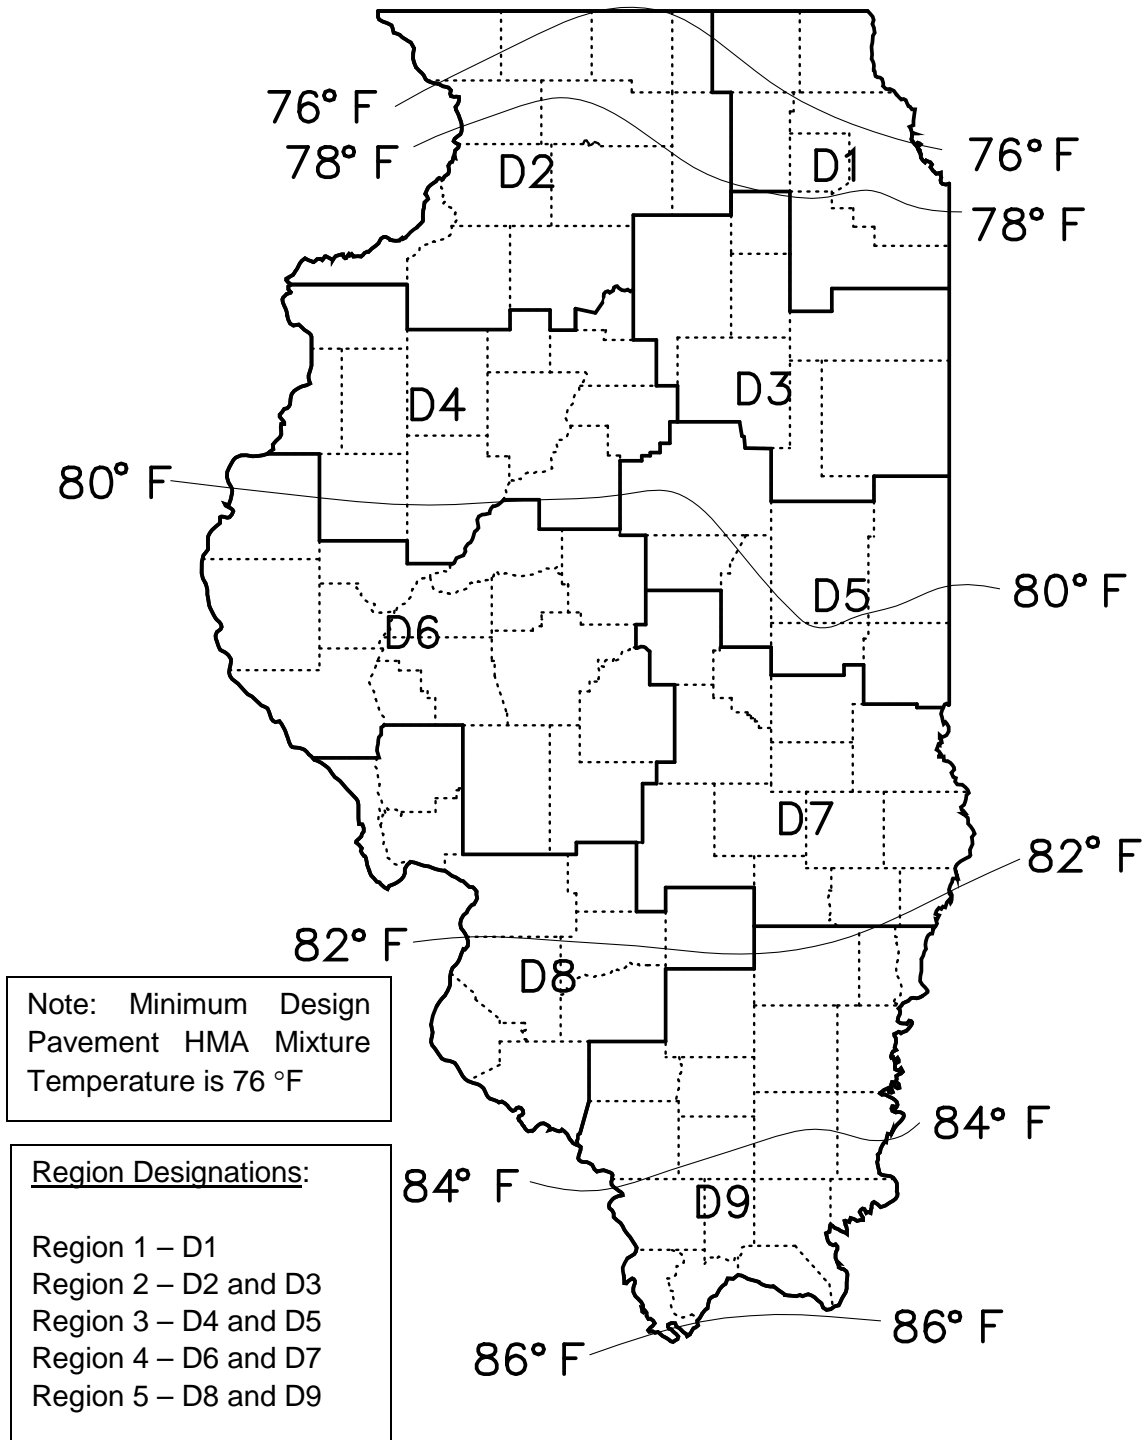 76° F
78° F
D2
D1
76° F
78° F
D4
D3
80° F
D5
80° F
D6
D7
82° F
82° F
D8
Note: Minimum Design
Pavement HMA Mixture
Temperature is 76 °F
84° F
84° F
D9
Region Designations:
Region 1 – D1
Region 2 – D2 and D3
Region 3 – D4 and D5
Region 4 – D6 and D7
Region 5 – D8 and D9
86° F
86° F